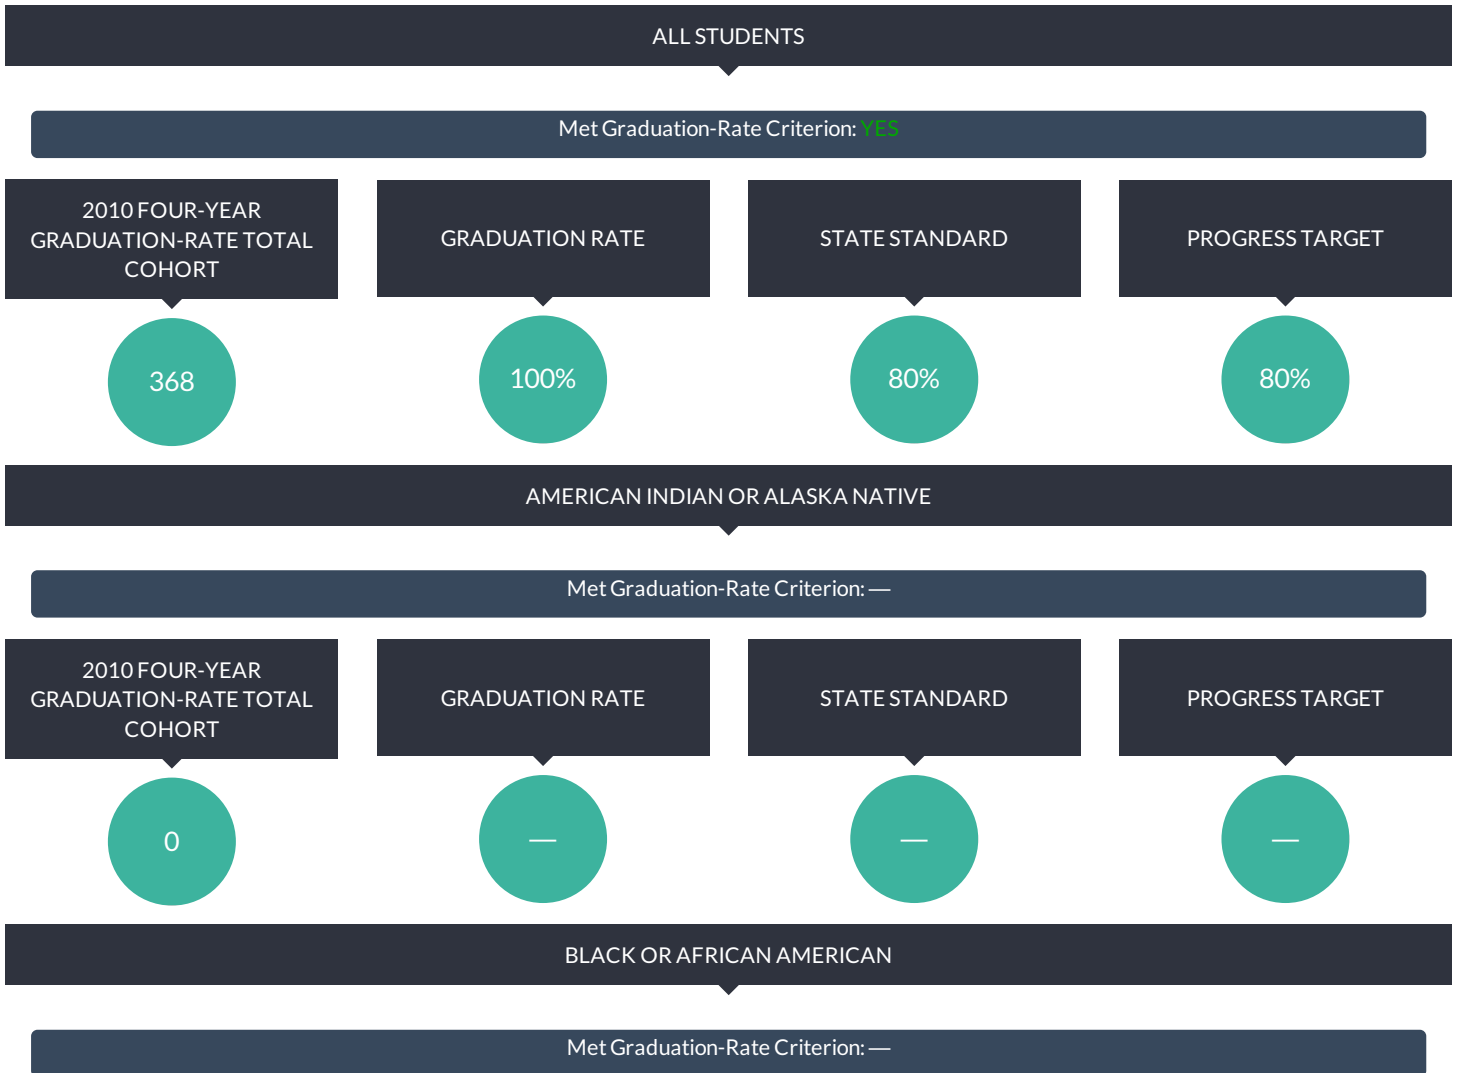 ALL STUDENTS
Met Graduation-Rate Criterion: YES
2010 FOUR-YEAR
GRADUATION-RATE TOTAL
COHORT
GRADUATION RATE
STATE STANDARD
PROGRESS TARGET
368
100%
80%
80%
AMERICAN INDIAN OR ALASKA NATIVE
Met Graduation-Rate Criterion: —
2010 FOUR-YEAR
GRADUATION-RATE TOTAL
COHORT
GRADUATION RATE
STATE STANDARD
PROGRESS TARGET
0
—
—
—
BLACK OR AFRICAN AMERICAN
Met Graduation-Rate Criterion: —